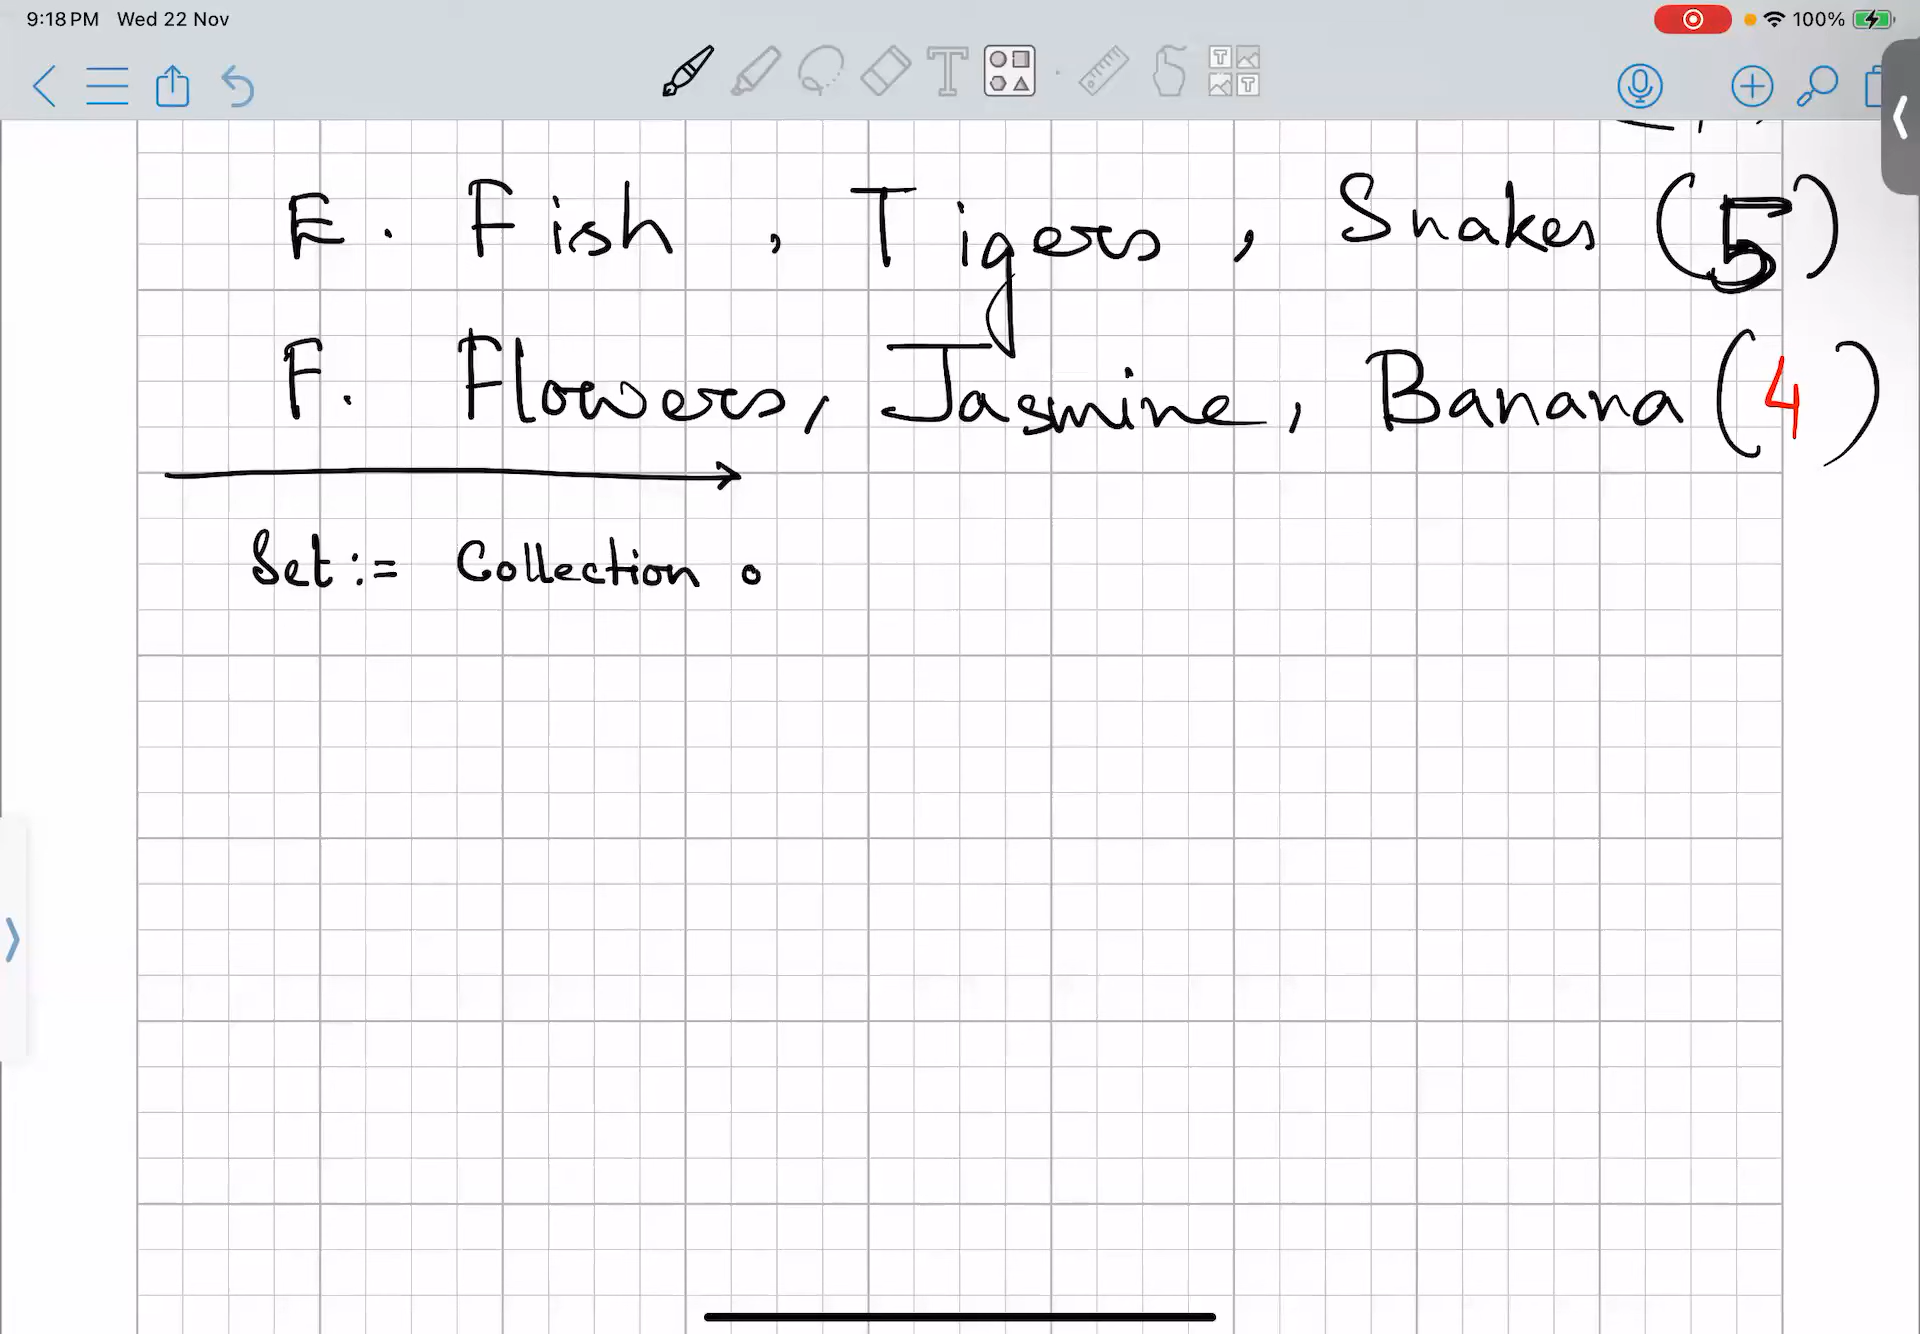 9:18 PM Wed 22 Nov 100%
E. Fish, Tigers, Snakes (5)
F. Flowers, Jasmine, Banana (4)
Set := Collection o